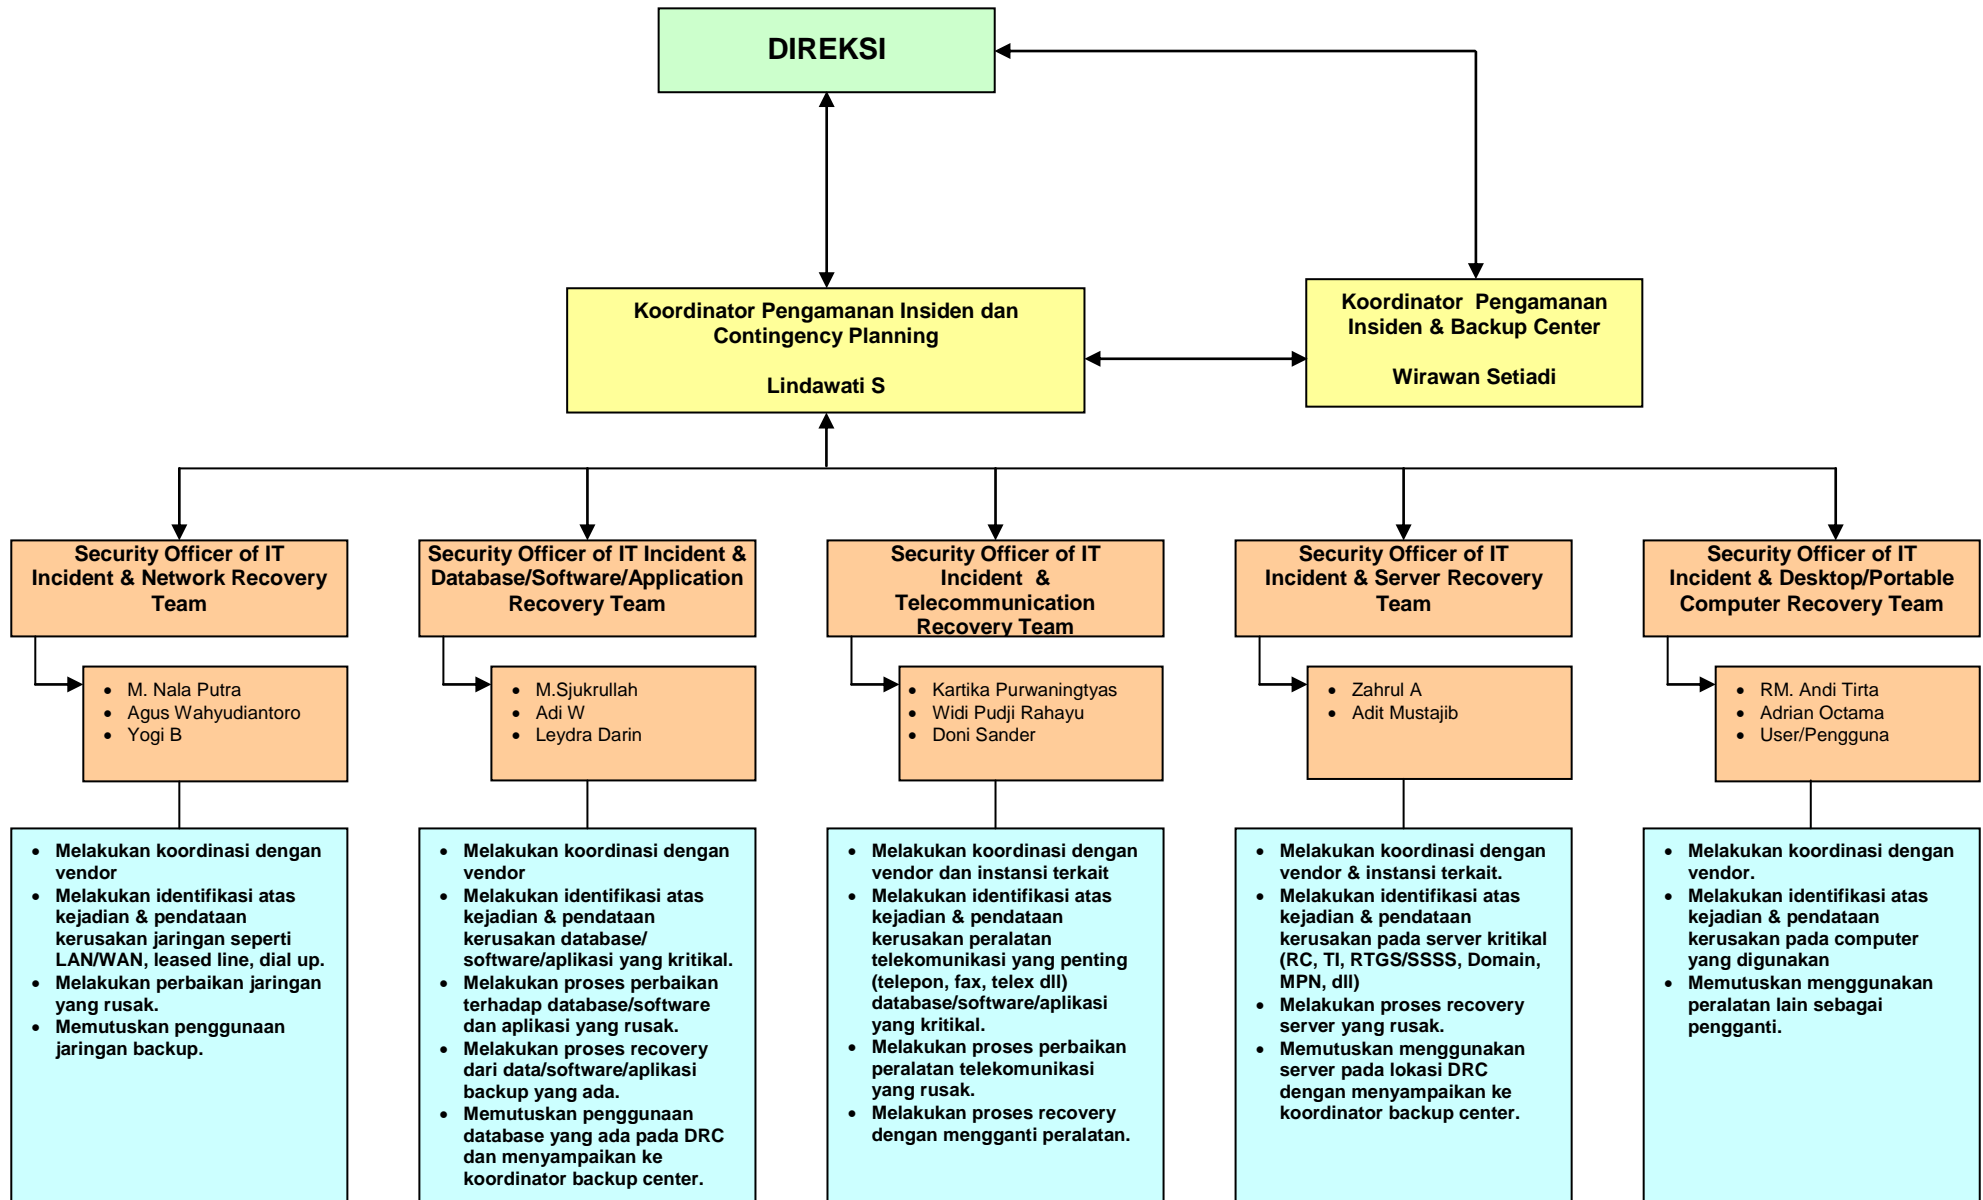 DIREKSI
Koordinator Pengamanan Insiden dan
Contingency Planning
Lindawati S
Koordinator  Pengamanan
Insiden & Backup Center
Wirawan Setiadi
Security Officer of IT
Incident & Network Recovery
Team
Security Officer of IT Incident &
Database/Software/Application
Recovery Team
Security Officer of IT
Incident  &
Telecommunication
Recovery Team
Security Officer of IT
Incident & Server Recovery
Team
Security Officer of IT
Incident & Desktop/Portable
Computer Recovery Team
• M. Nala Putra
• Agus Wahyudiantoro
• Yogi B
• M.Sjukrullah
• Adi W
• Leydra Darin
• Kartika Purwaningtyas
• Widi Pudji Rahayu
• Doni Sander
• Zahrul A
• Adit Mustajib
• RM. Andi Tirta
• Adrian Octama
• User/Pengguna
• Melakukan koordinasi dengan
vendor
• Melakukan identifikasi atas
kejadian & pendataan
kerusakan jaringan seperti
LAN/WAN, leased line, dial up.
• Melakukan perbaikan jaringan
yang rusak.
• Memutuskan penggunaan
jaringan backup.
• Melakukan koordinasi dengan
vendor
• Melakukan identifikasi atas
kejadian & pendataan
kerusakan database/
software/aplikasi yang kritikal.
• Melakukan proses perbaikan
terhadap database/software
dan aplikasi yang rusak.
• Melakukan proses recovery
dari data/software/aplikasi
backup yang ada.
• Memutuskan penggunaan
database yang ada pada DRC
dan menyampaikan ke
koordinator backup center.
• Melakukan koordinasi dengan
vendor dan instansi terkait
• Melakukan identifikasi atas
kejadian & pendataan
kerusakan peralatan
telekomunikasi yang penting
(telepon, fax, telex dll)
database/software/aplikasi
yang kritikal.
• Melakukan proses perbaikan
peralatan telekomunikasi
yang rusak.
• Melakukan proses recovery
dengan mengganti peralatan.
• Melakukan koordinasi dengan
vendor & instansi terkait.
• Melakukan identifikasi atas
kejadian & pendataan
kerusakan pada server kritikal
(RC, TI, RTGS/SSSS, Domain,
MPN, dll)
• Melakukan proses recovery
server yang rusak.
• Memutuskan menggunakan
server pada lokasi DRC
dengan menyampaikan ke
koordinator backup center.
• Melakukan koordinasi dengan
vendor.
• Melakukan identifikasi atas
kejadian & pendataan
kerusakan pada computer
yang digunakan
• Memutuskan menggunakan
peralatan lain sebagai
pengganti.